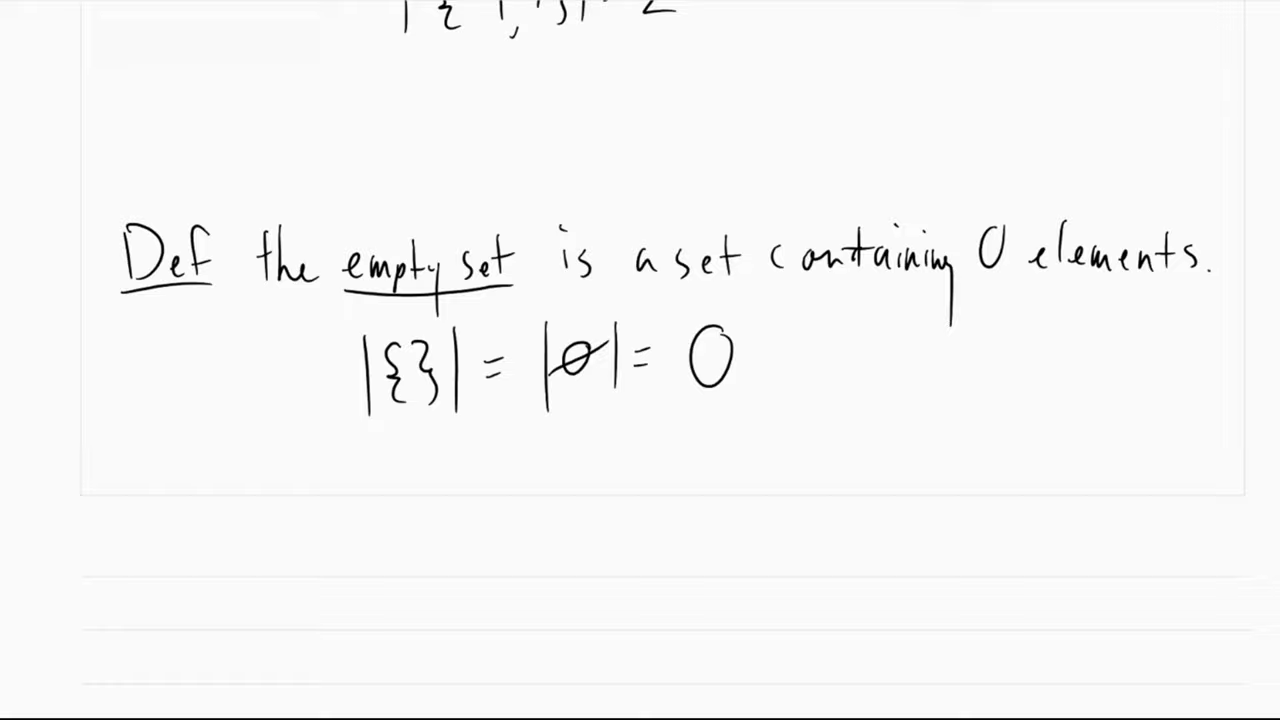 Def the empty set is a set containing 0 elements.
|{}| = |∅| = 0